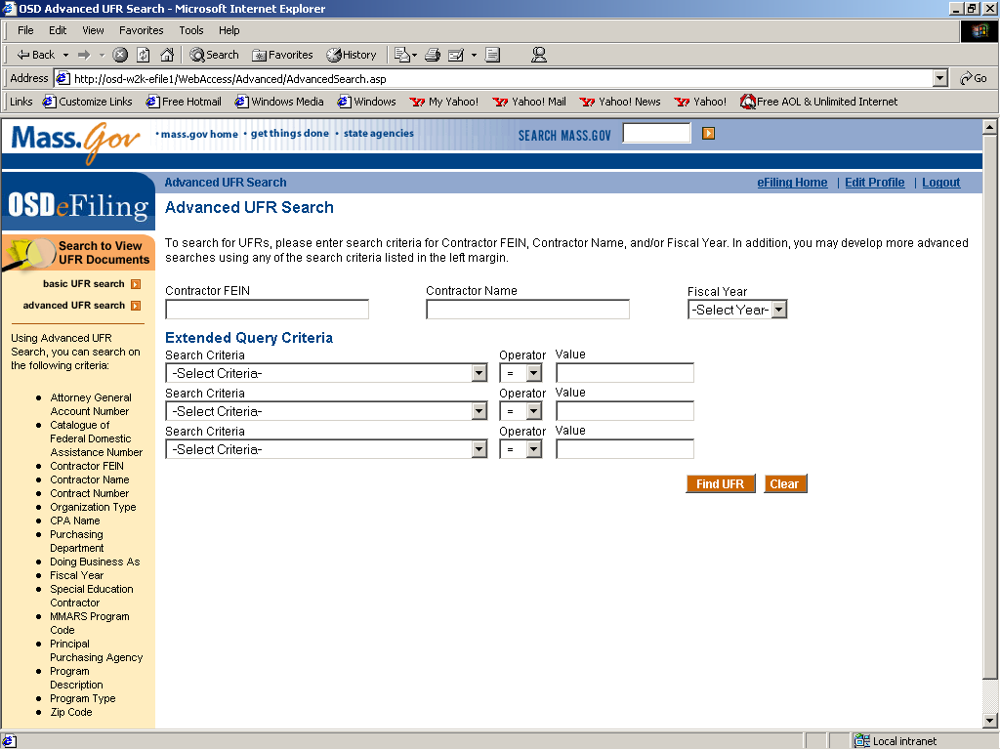 OSD Advanced UFR Search - Microsoft Internet Explorer
File Edit View Favorites Tools Help
Back Search Favorites History
Address http://osd-w2k-efile1/WebAccess/Advanced/AdvancedSearch.asp Go
Links Customize Links Free Hotmail Windows Media Windows My Yahoo! Yahoo! Mail Yahoo! News Yahoo! Free AOL & Unlimited Internet
Mass.Gov • mass.gov home • get things done • state agencies SEARCH MASS.GOV
Advanced UFR Search eFiling Home | Edit Profile | Logout
OSD eFiling
Search to View
UFR Documents
basic UFR search
advanced UFR search
Using Advanced UFR
Search, you can search on
the following criteria:
• Attorney General
Account Number
• Catalogue of
Federal Domestic
Assistance Number
• Contractor FEIN
• Contractor Name
• Contract Number
• Organization Type
• CPA Name
• Purchasing
Department
• Doing Business As
• Fiscal Year
• Special Education
Contractor
• MMARS Program
Code
• Principal
Purchasing Agency
• Program
Description
• Program Type
• Zip Code
Advanced UFR Search
To search for UFRs, please enter search criteria for Contractor FEIN, Contractor Name, and/or Fiscal Year. In addition, you may develop more advanced
searches using any of the search criteria listed in the left margin.
Contractor FEIN Contractor Name Fiscal Year
-Select Year-
Extended Query Criteria
Search Criteria Operator Value
-Select Criteria- =
Search Criteria Operator Value
-Select Criteria- =
Search Criteria Operator Value
-Select Criteria- =
Find UFR Clear
Local intranet